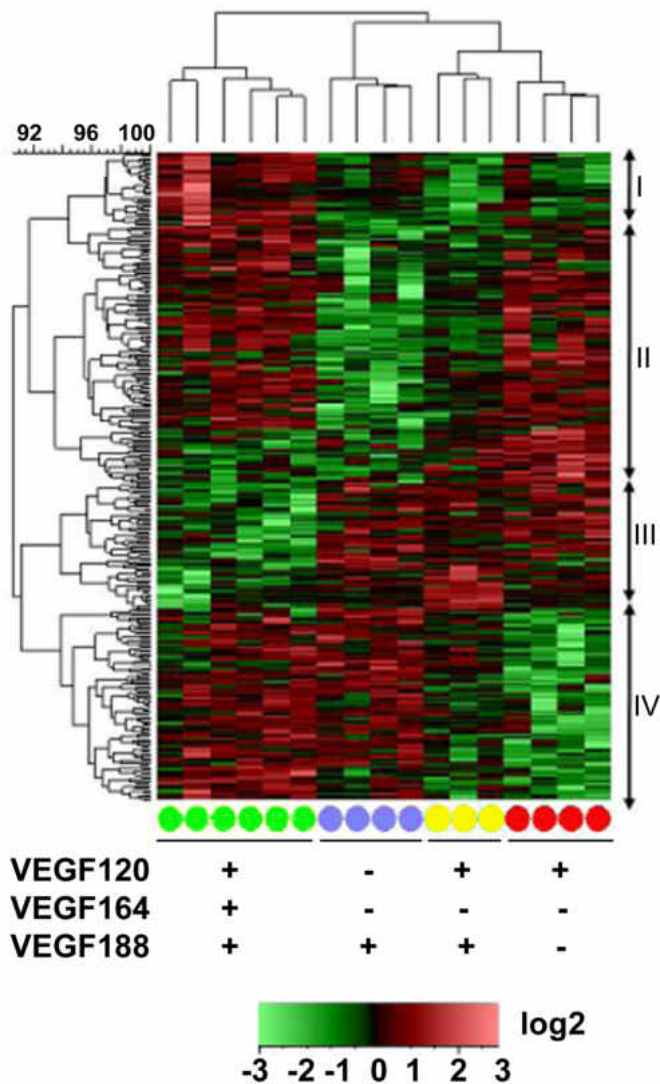 92 96 100
I
II
III
IV
VEGF120 + - + +
VEGF164 + - - -
VEGF188 + + + -
log2
-3 -2 -1 0 1 2 3